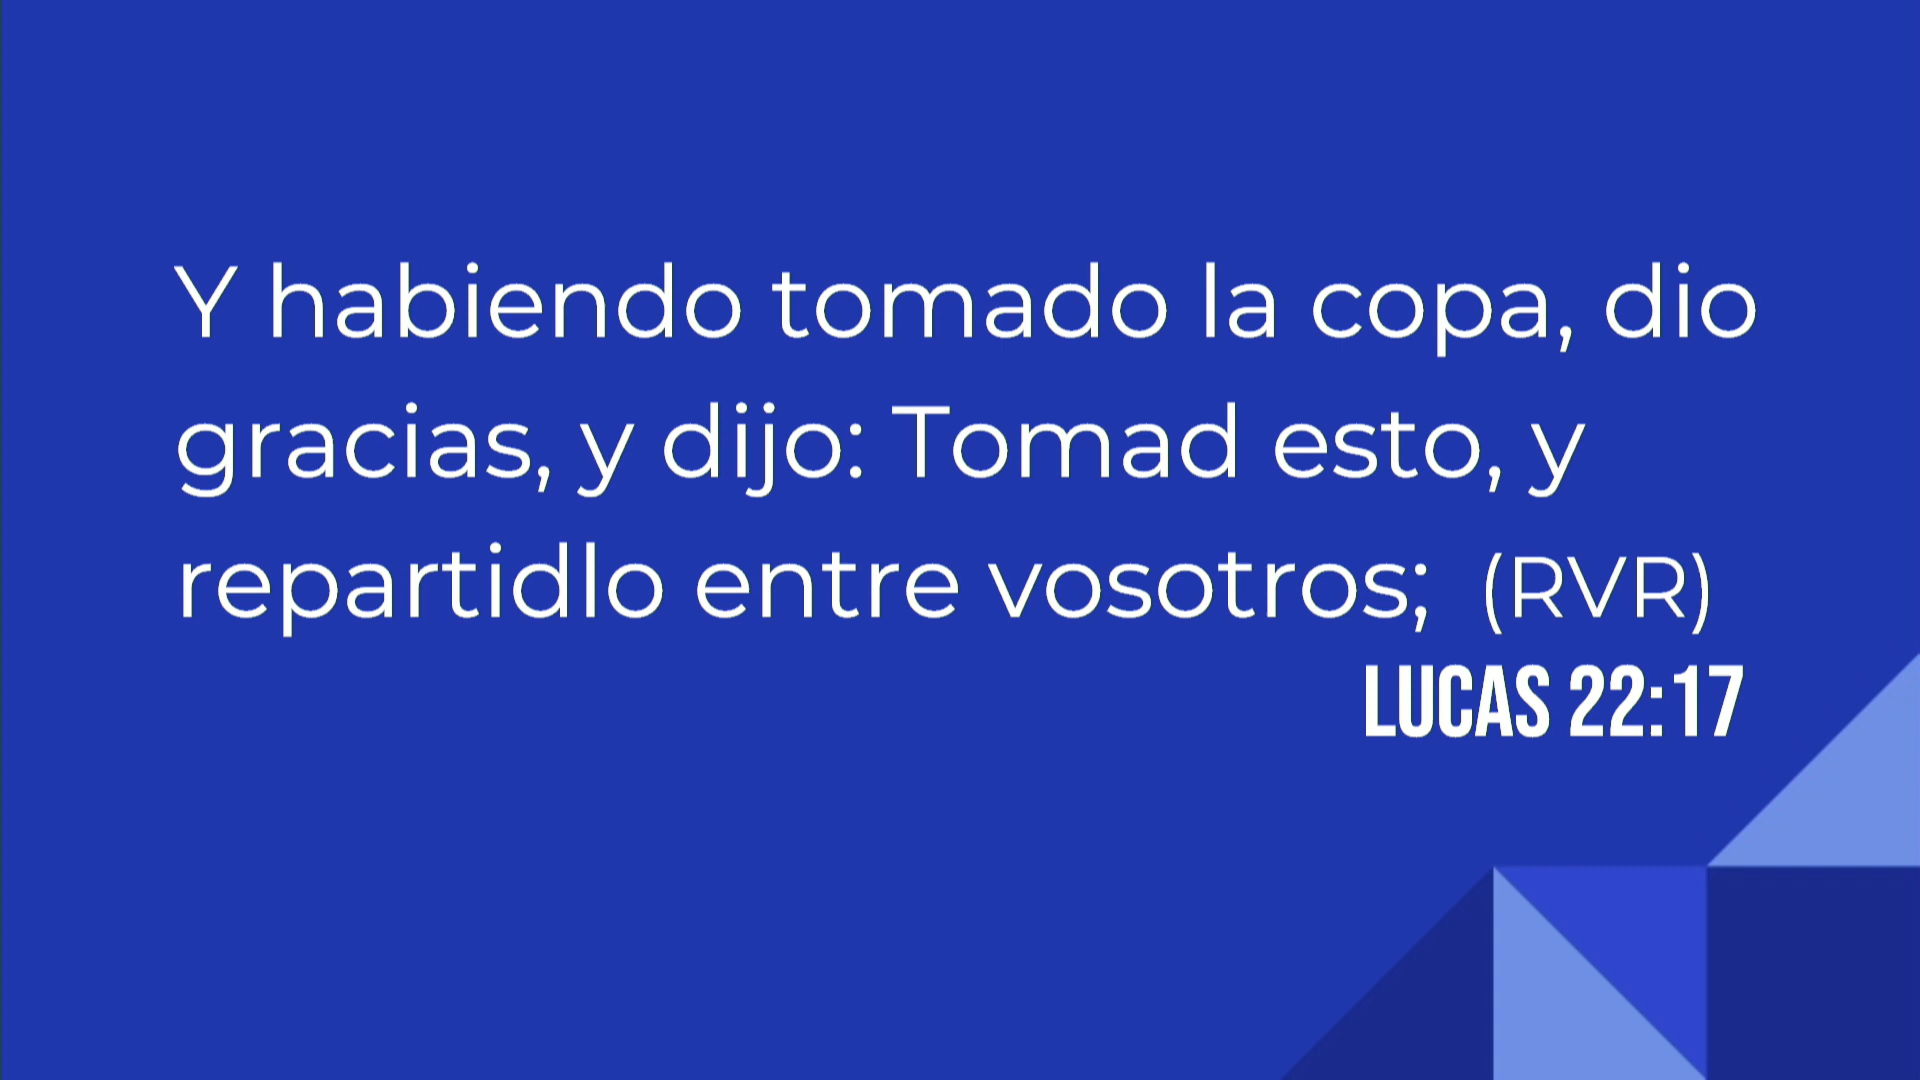 Y habiendo tomado la copa, dio
gracias, y dijo: Tomad esto, y
repartidlo entre vosotros; (RVR)
LUCAS 22:17